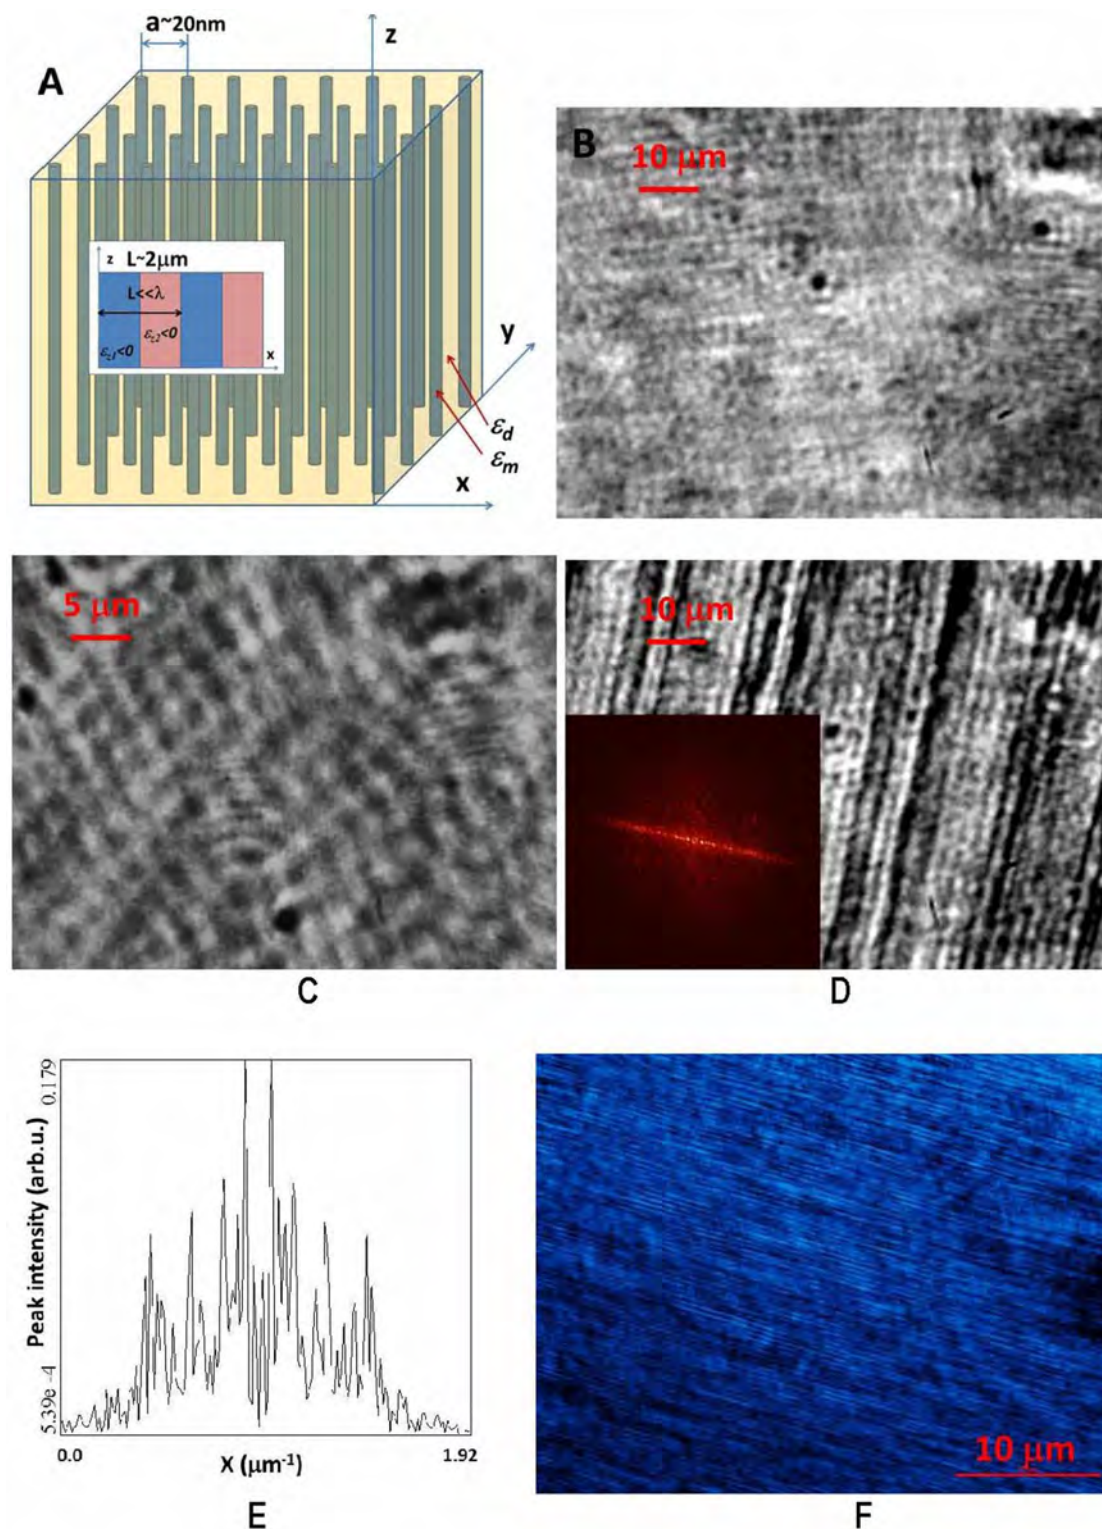 a~20nm
z
A
B
10 μm
z L~2μm
L<<λ
εz2<0
εz1<0
x
y
εd
εm
x
5 μm
10 μm
C
D
0.179
Peak intensity (arb.u.)
5.39e -4
0.0
1.92
X (μm-1)
10 μm
E
F